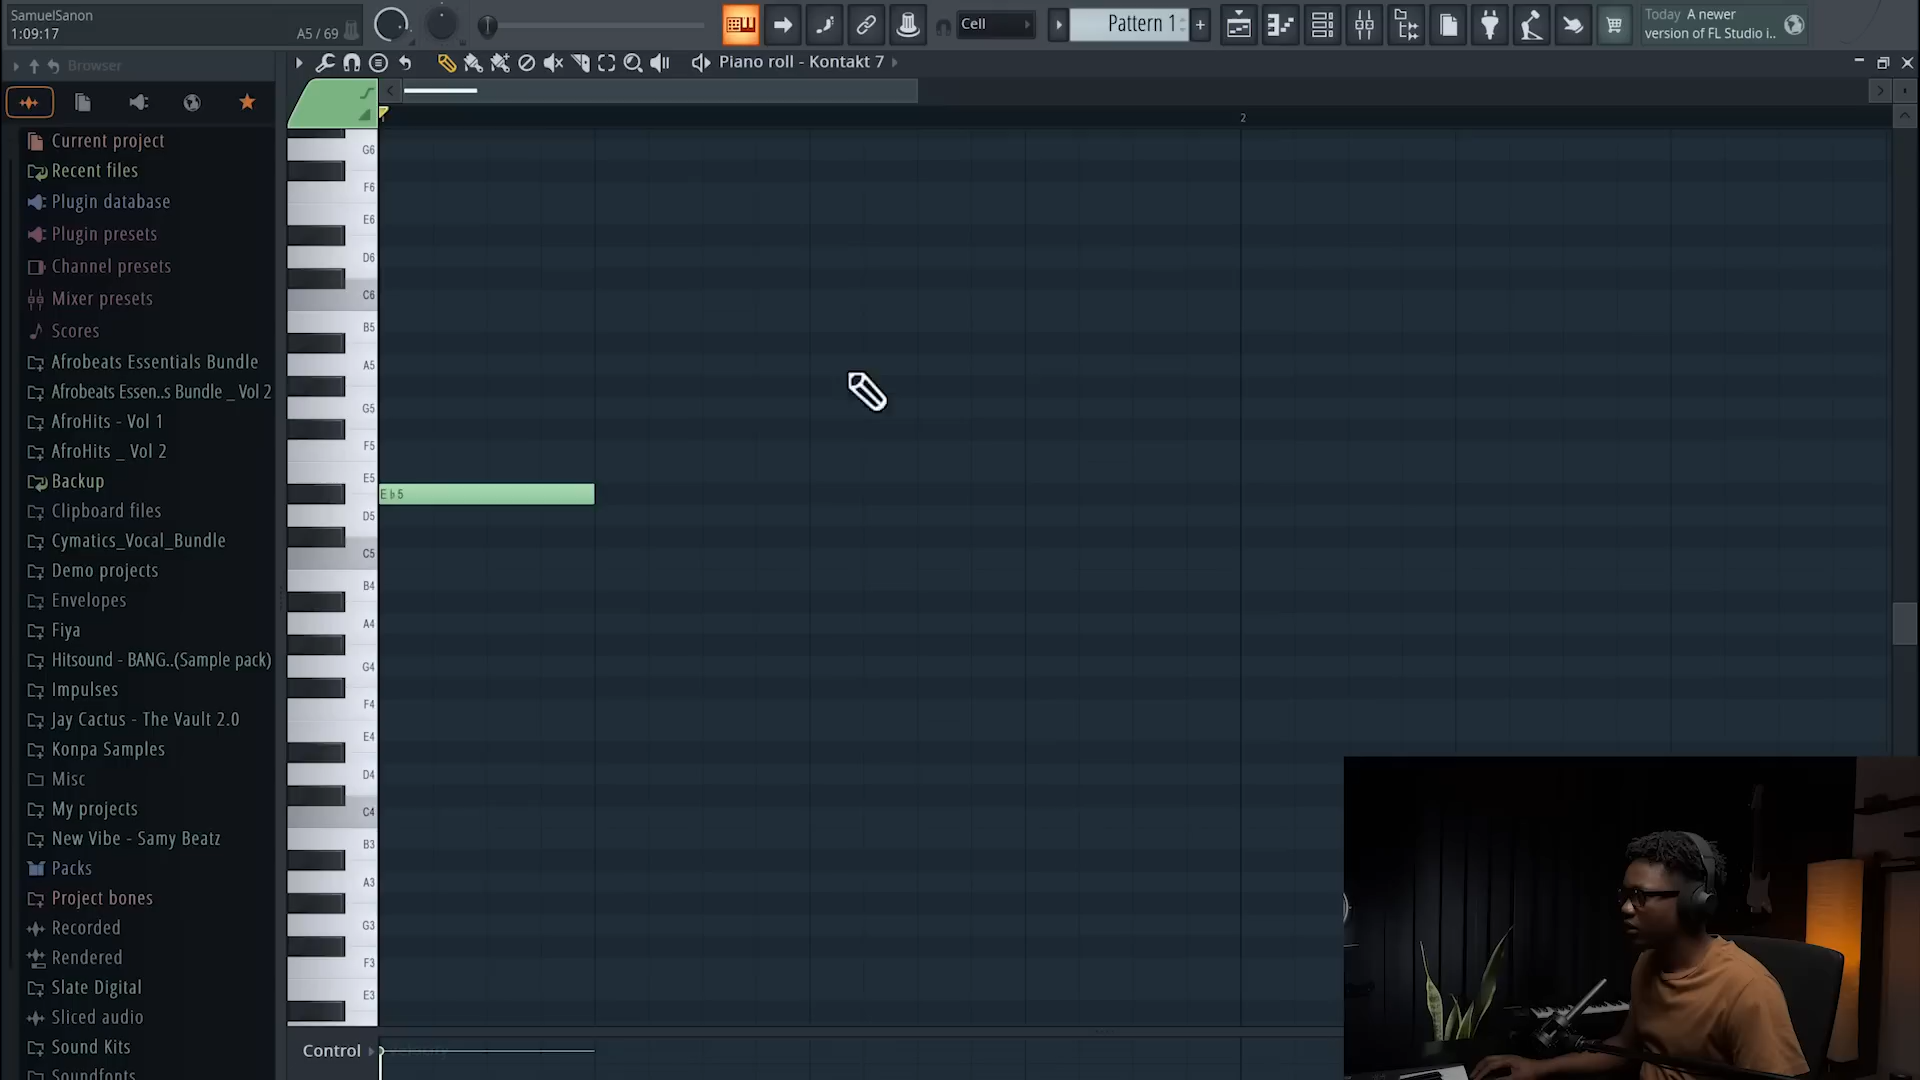 SamuelSanon
1:09:17
A5 / 69
Cell
Pattern 1
+
Today A newer
version of FL Studio i..
Browser
Piano roll - Kontakt 7
2
Current project
Recent files
Plugin database
Plugin presets
Channel presets
Mixer presets
Scores
Afrobeats Essentials Bundle
Afrobeats Essen..s Bundle _ Vol 2
AfroHits - Vol 1
AfroHits _ Vol 2
Backup
Clipboard files
Cymatics_Vocal_Bundle
Demo projects
Envelopes
Fiya
Hitsound - BANG..(Sample pack)
Impulses
Jay Cactus - The Vault 2.0
Konpa Samples
Misc
My projects
New Vibe - Samy Beatz
Packs
Project bones
Recorded
Rendered
Slate Digital
Sliced audio
Sound Kits
Soundfonts
G6
F6
E6
D6
C6
B5
A5
G5
F5
E5
E♭5
D5
C5
B4
A4
G4
F4
E4
D4
C4
B3
A3
G3
F3
E3
Control